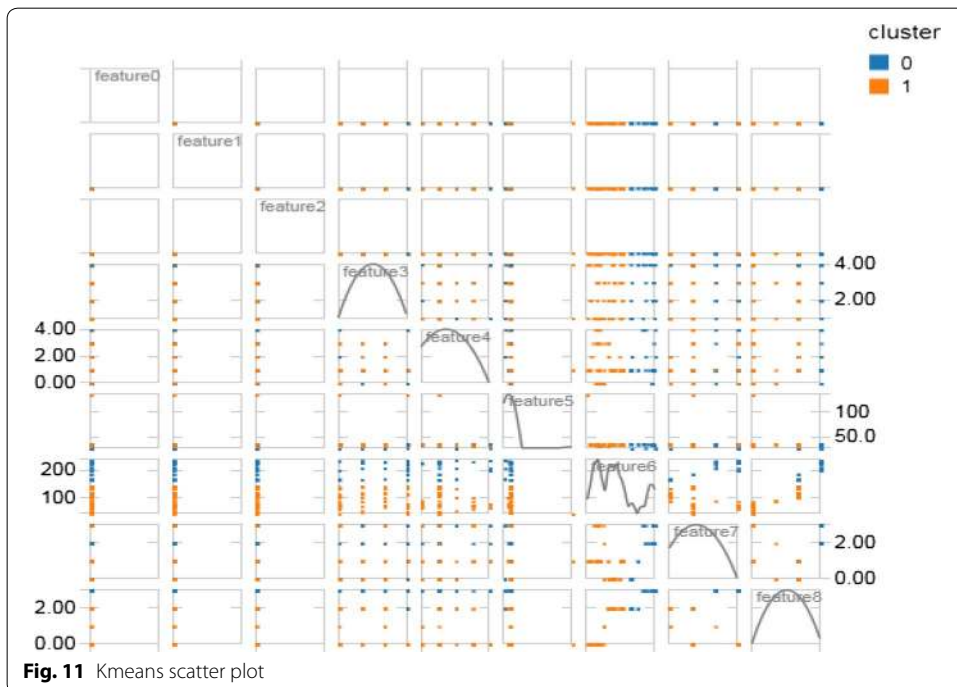 cluster
0
1
feature0
feature1
feature2
feature3
4.00
2.00
4.00
2.00
0.00
feature4
feature5
100
50.0
200
100
feature6
feature7
2.00
0.00
2.00
0.00
feature8
Fig. 11 Kmeans scatter plot